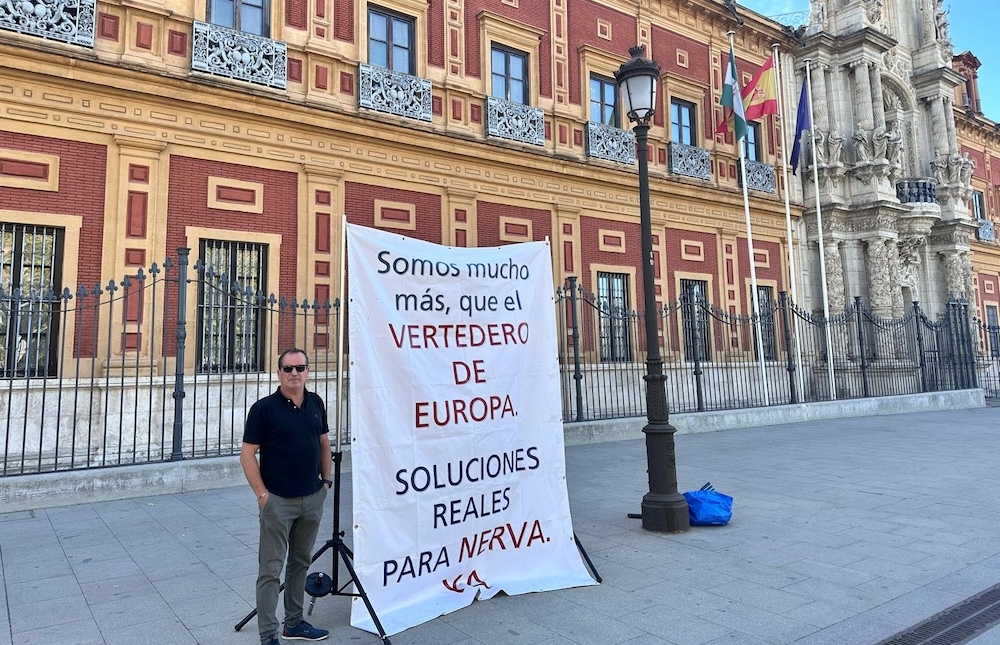 Somos mucho
más, que el
VERTEDERO
DE
EUROPA.
SOLUCIONES
REALES
PARA NERVA.